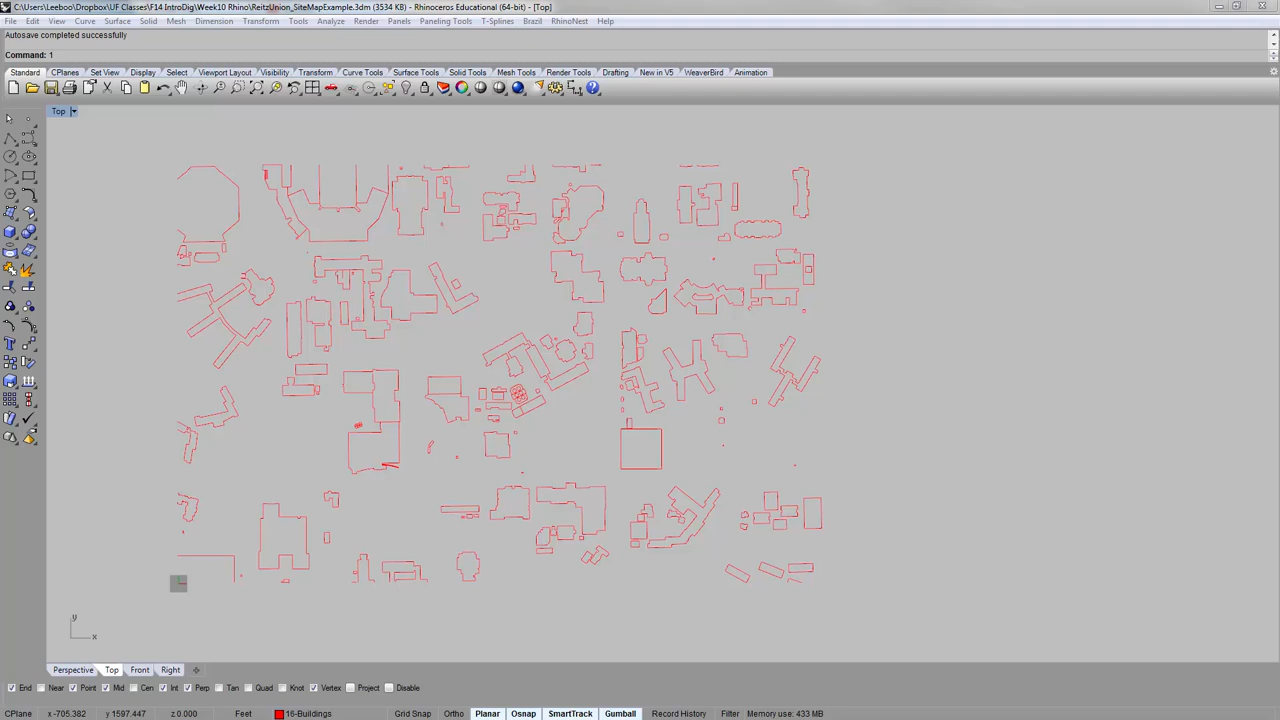 C:\Users\Leeboo\Dropbox\UF Classes\F14 IntroDig\Week10 Rhino\ReitzUnion_SiteMapExample.3dm (3534 KB) - Rhinoceros Educational (64-bit) - [Top]
File Edit View Curve Surface Solid Mesh Dimension Transform Tools Analyze Render Panels Paneling Tools T-Splines Brazil RhinoNest Help
Autosave completed successfully
Command: 1
Standard CPlanes Set View Display Select Viewport Layout Visibility Transform Curve Tools Surface Tools Solid Tools Mesh Tools Render Tools Drafting New in V5 WeaverBird Animation
Top
y
x
Perspective Top Front Right
End Near Point Mid Cen Int Perp Tan Quad Knot Vertex Project Disable
CPlane x -705.382 y 1597.447 z 0.000 Feet 16-Buildings Grid Snap Ortho Planar Osnap SmartTrack Gumball Record History Filter Memory use: 433 MB